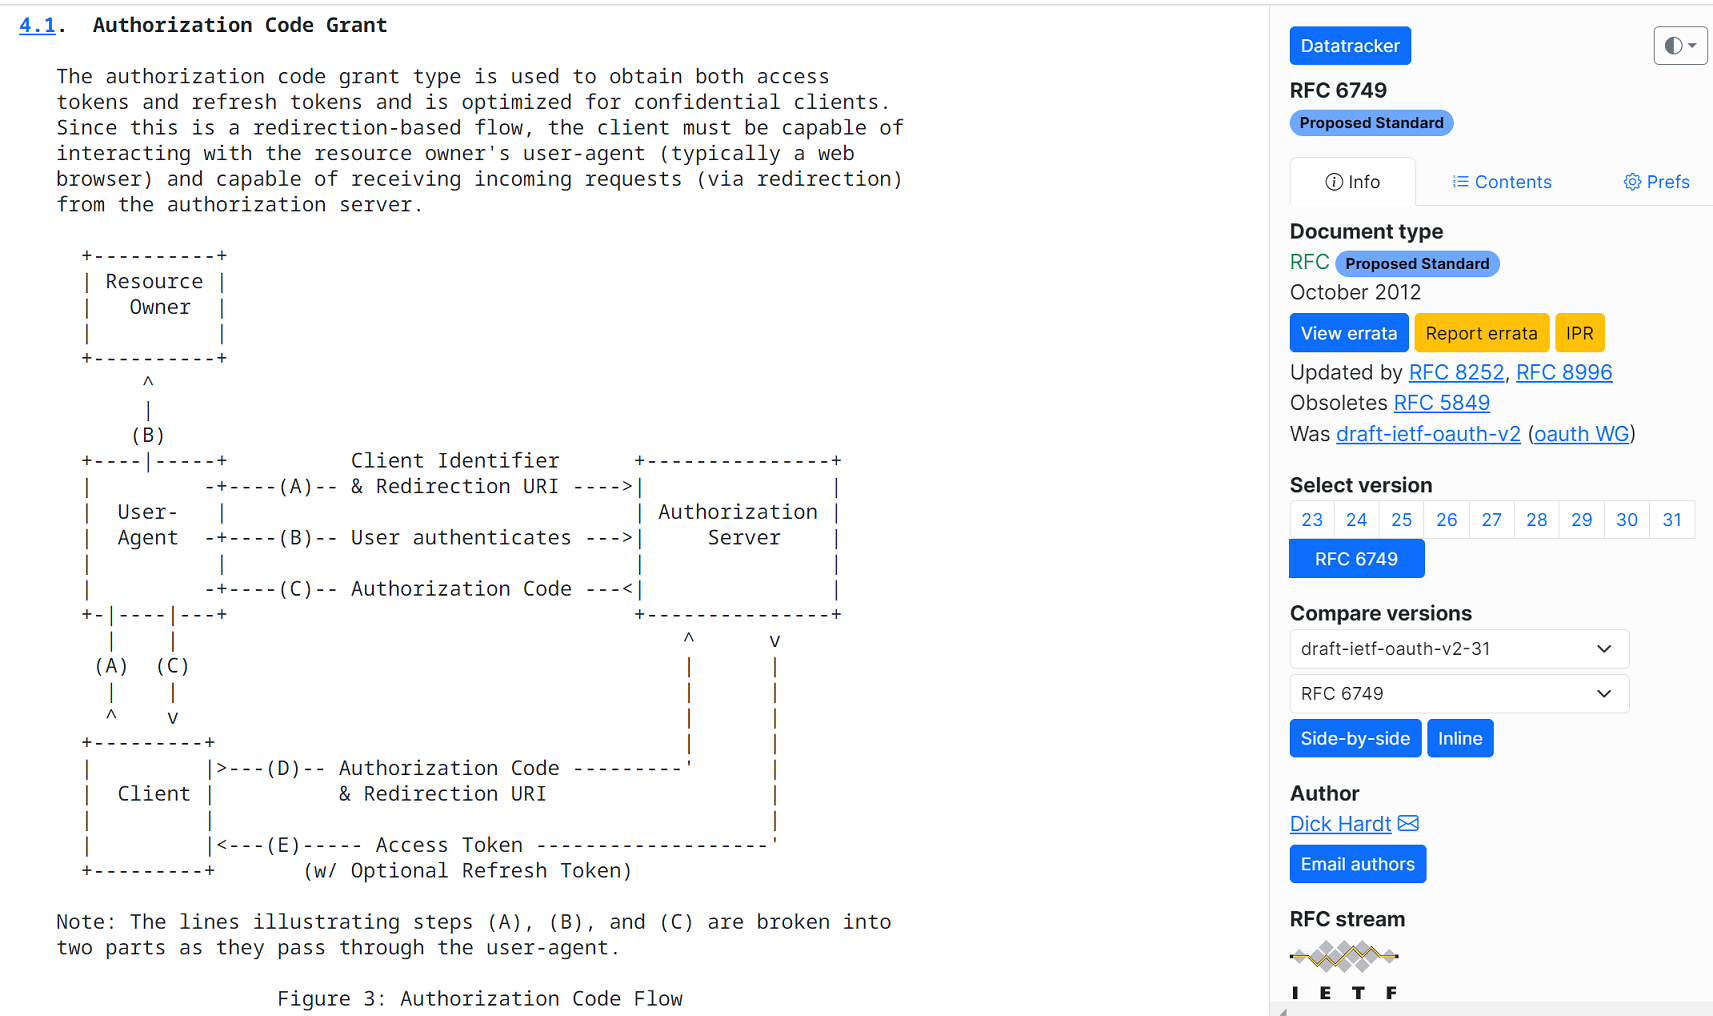 4.1.  Authorization Code Grant

   The authorization code grant type is used to obtain both access
   tokens and refresh tokens and is optimized for confidential clients.
   Since this is a redirection-based flow, the client must be capable of
   interacting with the resource owner's user-agent (typically a web
   browser) and capable of receiving incoming requests (via redirection)
   from the authorization server.

     +----------+
     | Resource |
     |   Owner  |
     |          |
     +----------+
          ^
          |
         (B)
     +----|-----+          Client Identifier      +---------------+
     |         -+----(A)-- & Redirection URI ---->|               |
     |  User-   |                                 | Authorization |
     |  Agent  -+----(B)-- User authenticates --->|     Server    |
     |          |                                 |               |
     |         -+----(C)-- Authorization Code ---<|               |
     +-|----|---+                                 +---------------+
       |    |                                         ^      v
      (A)  (C)                                        |      |
       |    |                                         |      |
       ^    v                                         |      |
     +---------+                                      |      |
     |         |>---(D)-- Authorization Code ---------'      |
     |  Client |          & Redirection URI                  |
     |         |                                             |
     |         |<---(E)----- Access Token -------------------'
     +---------+       (w/ Optional Refresh Token)

   Note: The lines illustrating steps (A), (B), and (C) are broken into
   two parts as they pass through the user-agent.

                     Figure 3: Authorization Code Flow
Datatracker
RFC 6749
Proposed Standard
Info Contents Prefs
Document type
RFC Proposed Standard
October 2012
View errata Report errata IPR
Updated by RFC 8252, RFC 8996
Obsoletes RFC 5849
Was draft-ietf-oauth-v2 (oauth WG)
Select version
23 24 25 26 27 28 29 30 31
RFC 6749
Compare versions
draft-ietf-oauth-v2-31
RFC 6749
Side-by-side Inline
Author
Dick Hardt
Email authors
RFC stream
I E T F